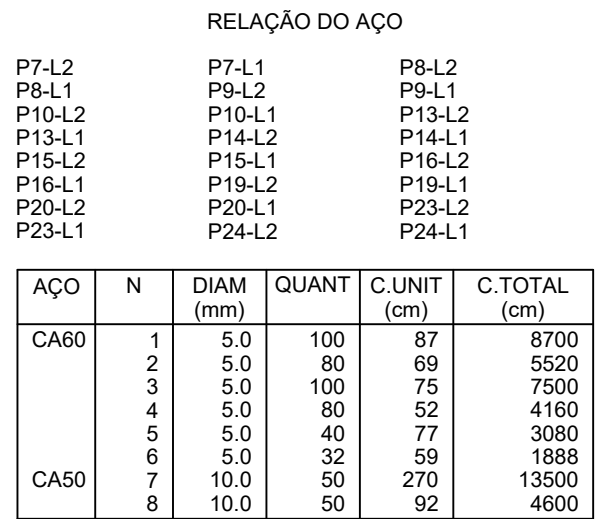 RELAÇÃO DO AÇO
P7-L2 P7-L1 P8-L2
P8-L1 P9-L2 P9-L1
P10-L2 P10-L1 P13-L2
P13-L1 P14-L2 P14-L1
P15-L2 P15-L1 P16-L2
P16-L1 P19-L2 P19-L1
P20-L2 P20-L1 P23-L2
P23-L1 P24-L2 P24-L1
AÇO N DIAM QUANT C.UNIT C.TOTAL
(mm) (cm) (cm)
CA60 1 5.0 100 87 8700
2 5.0 80 69 5520
3 5.0 100 75 7500
4 5.0 80 52 4160
5 5.0 40 77 3080
6 5.0 32 59 1888
CA50 7 10.0 50 270 13500
8 10.0 50 92 4600